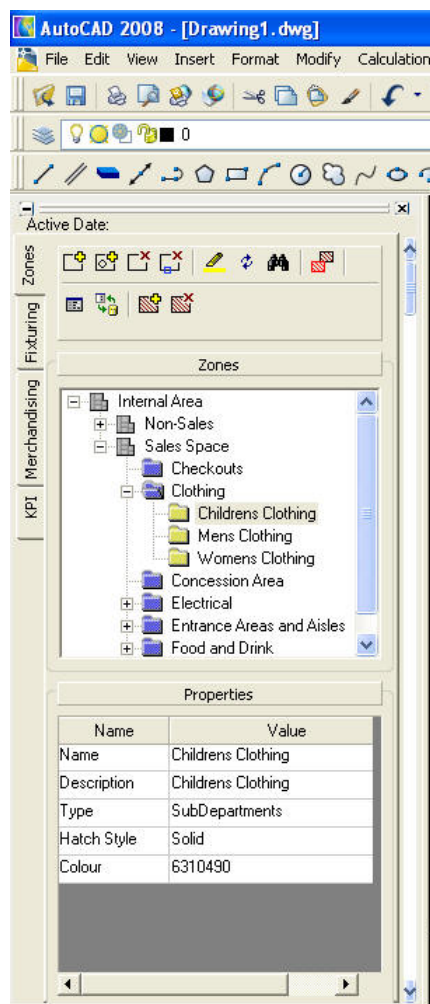 AutoCAD 2008 - [Drawing1.dwg]
File Edit View Insert Format Modify Calculation
0
Active Date:
Zones
Fixturing
Merchandising
KPI
Zones
Internal Area
Non-Sales
Sales Space
Checkouts
Clothing
Childrens Clothing
Mens Clothing
Womens Clothing
Concession Area
Electrical
Entrance Areas and Aisles
Food and Drink
Properties
Name Value
Name Childrens Clothing
Description Childrens Clothing
Type SubDepartments
Hatch Style Solid
Colour 6310490